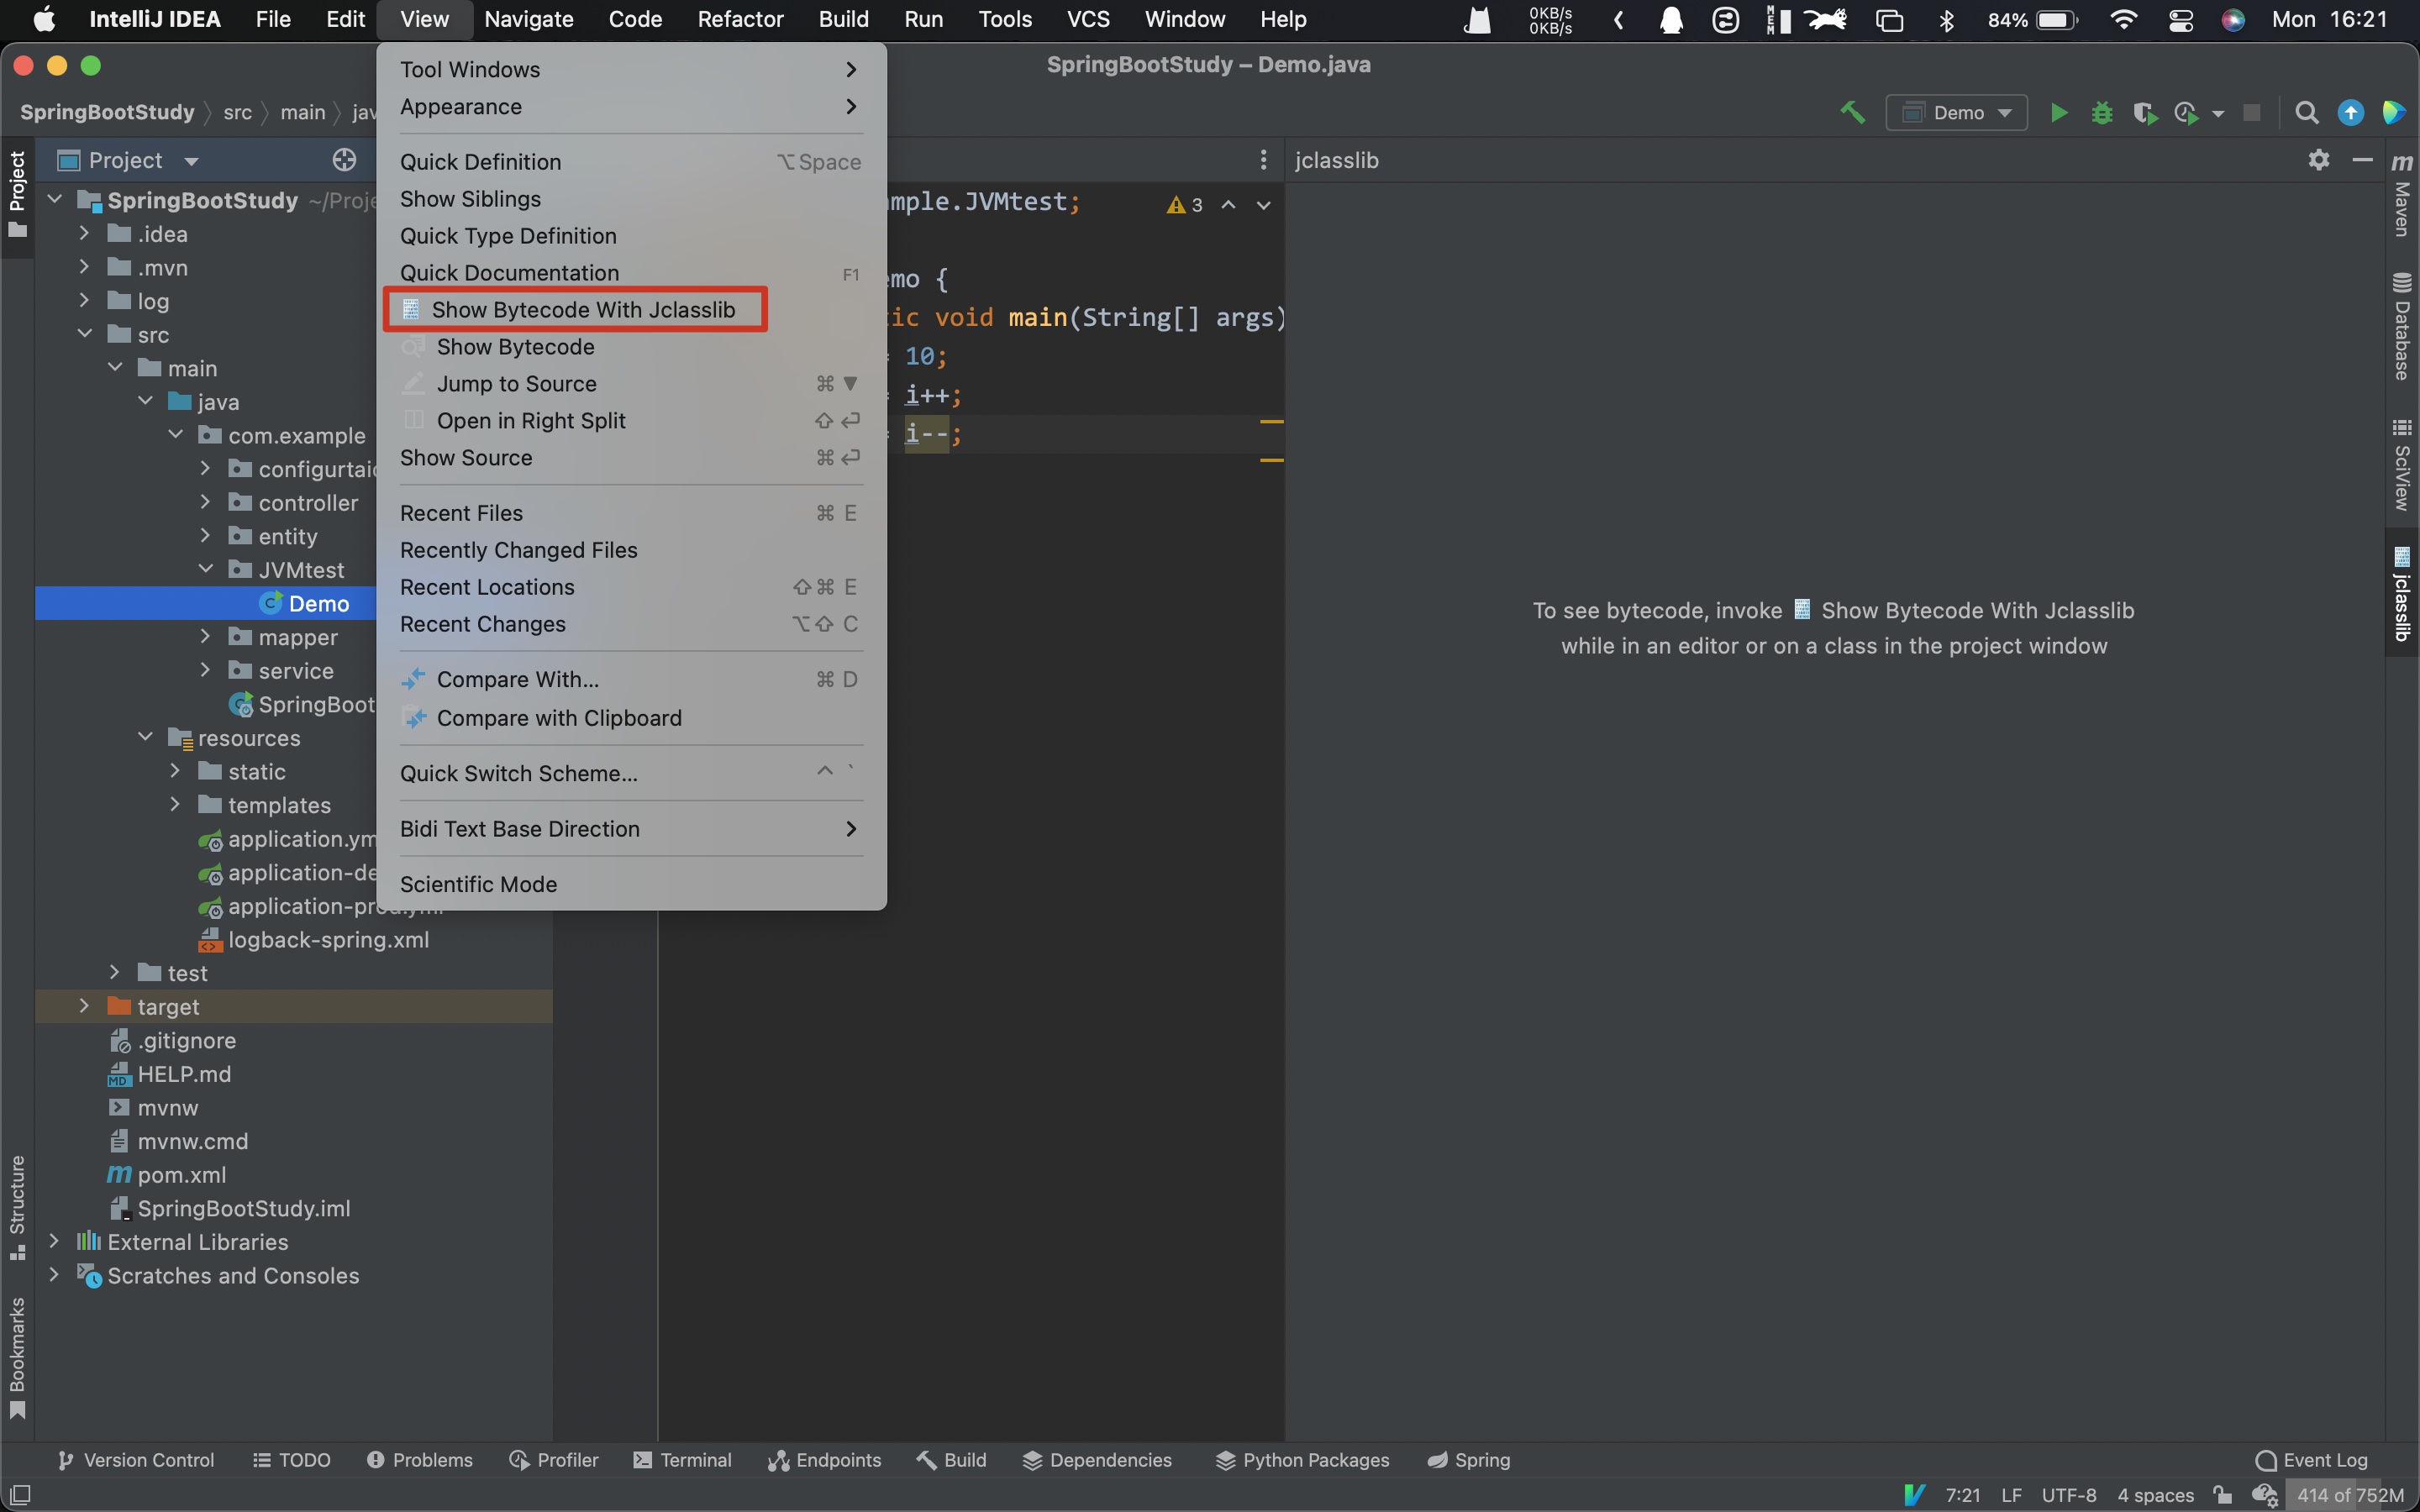 IntelliJ IDEA File Edit View Navigate Code Refactor Build Run Tools VCS Window Help 0KB/s 0KB/s MEM 84% Mon 16:21
SpringBootStudy – Demo.java
SpringBootStudy src main jav
Demo
Project
Project
SpringBootStudy ~/Proje
.idea
.mvn
log
src
main
java
com.example
configurtaio
controller
entity
JVMtest
Demo
mapper
service
SpringBoot
resources
static
templates
application.ym
application-de
application-prod.yml
logback-spring.xml
test
target
.gitignore
HELP.md
mvnw
mvnw.cmd
pom.xml
SpringBootStudy.iml
External Libraries
Scratches and Consoles
Structure
Bookmarks
Tool Windows
Appearance
Quick Definition ⌥Space
Show Siblings
Quick Type Definition
Quick Documentation F1
Show Bytecode With Jclasslib
Show Bytecode
Jump to Source ⌘ ▼
Open in Right Split ⇧ ↩
Show Source ⌘ ↩
Recent Files ⌘ E
Recently Changed Files
Recent Locations ⇧⌘ E
Recent Changes ⌥⇧ C
Compare With... ⌘ D
Compare with Clipboard
Quick Switch Scheme... ^ `
Bidi Text Base Direction
Scientific Mode
mple.JVMtest;
3
mo {
ic void main(String[] args)
= 10;
= i++;
= i--;
jclasslib
To see bytecode, invoke Show Bytecode With Jclasslib
while in an editor or on a class in the project window
m Maven
Database
SciView
jclasslib
Version Control TODO Problems Profiler Terminal Endpoints Build Dependencies Python Packages Spring Event Log
7:21 LF UTF-8 4 spaces 414 of 752M